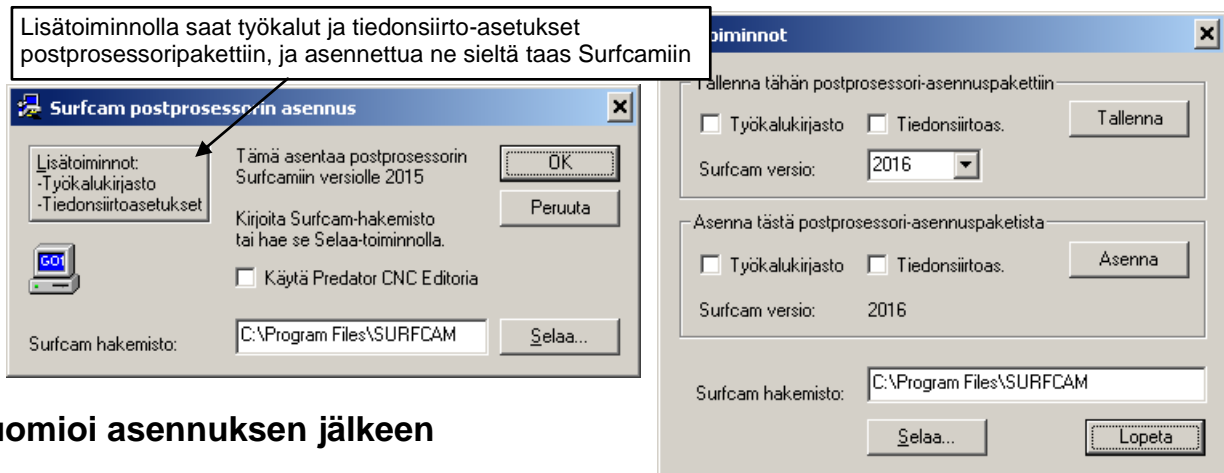 Lisätoiminnolla saat työkalut ja tiedonsiirto-asetukset
postprosessoripakettiin, ja asennettua ne sieltä taas Surfcamiin
Surfcam postprosessorin asennus
Lisätoiminnot:
-Työkalukirjasto
-Tiedonsiirtoasetukset
Tämä asentaa postprosessorin
Surfcamiin versiolle 2015
Kirjoita Surfcam-hakemisto
tai hae se Selaa-toiminnolla.
OK
Peruuta
GO1
Käytä Predator CNC Editoria
Surfcam hakemisto:
C:\Program Files\SURFCAM
Selaa...
uomioi asennuksen jälkeen
oiminnot
Tallenna tähän postprosessori-asennuspakettiin
Työkalukirjasto
Tiedonsiirtoas.
Tallenna
Surfcam versio:
2016
Asenna tästä postprosessori-asennuspaketista
Työkalukirjasto
Tiedonsiirtoas.
Asenna
Surfcam versio:
2016
Surfcam hakemisto:
C:\Program Files\SURFCAM
Selaa...
Lopeta